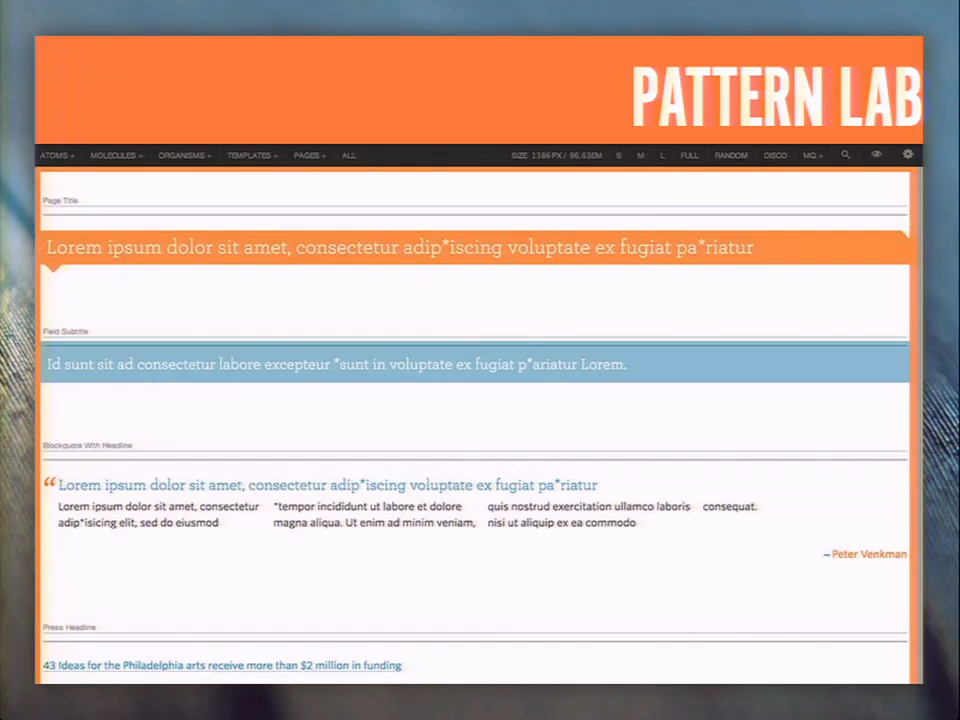 PATTERN LAB
ATOMS MOLECULES ORGANISMS TEMPLATES PAGES ALL SIZE 1386PX / 86.63EM S M L FULL RANDOM DISCO MQ
Page Title
Lorem ipsum dolor sit amet, consectetur adip*iscing voluptate ex fugiat pa*riatur
Field Subtitle
Id sunt sit ad consectetur labore excepteur *sunt in voluptate ex fugiat p*ariatur Lorem.
Blockquote With Headline
“ Lorem ipsum dolor sit amet, consectetur adip*iscing voluptate ex fugiat pa*riatur
Lorem ipsum dolor sit amet, consectetur
adip*isicing elit, sed do eiusmod
*tempor incididunt ut labore et dolore
magna aliqua. Ut enim ad minim veniam,
quis nostrud exercitation ullamco laboris
nisi ut aliquip ex ea commodo
consequat.
~ Peter Venkman
Press Headline
43 Ideas for the Philadelphia arts receive more than $2 million in funding